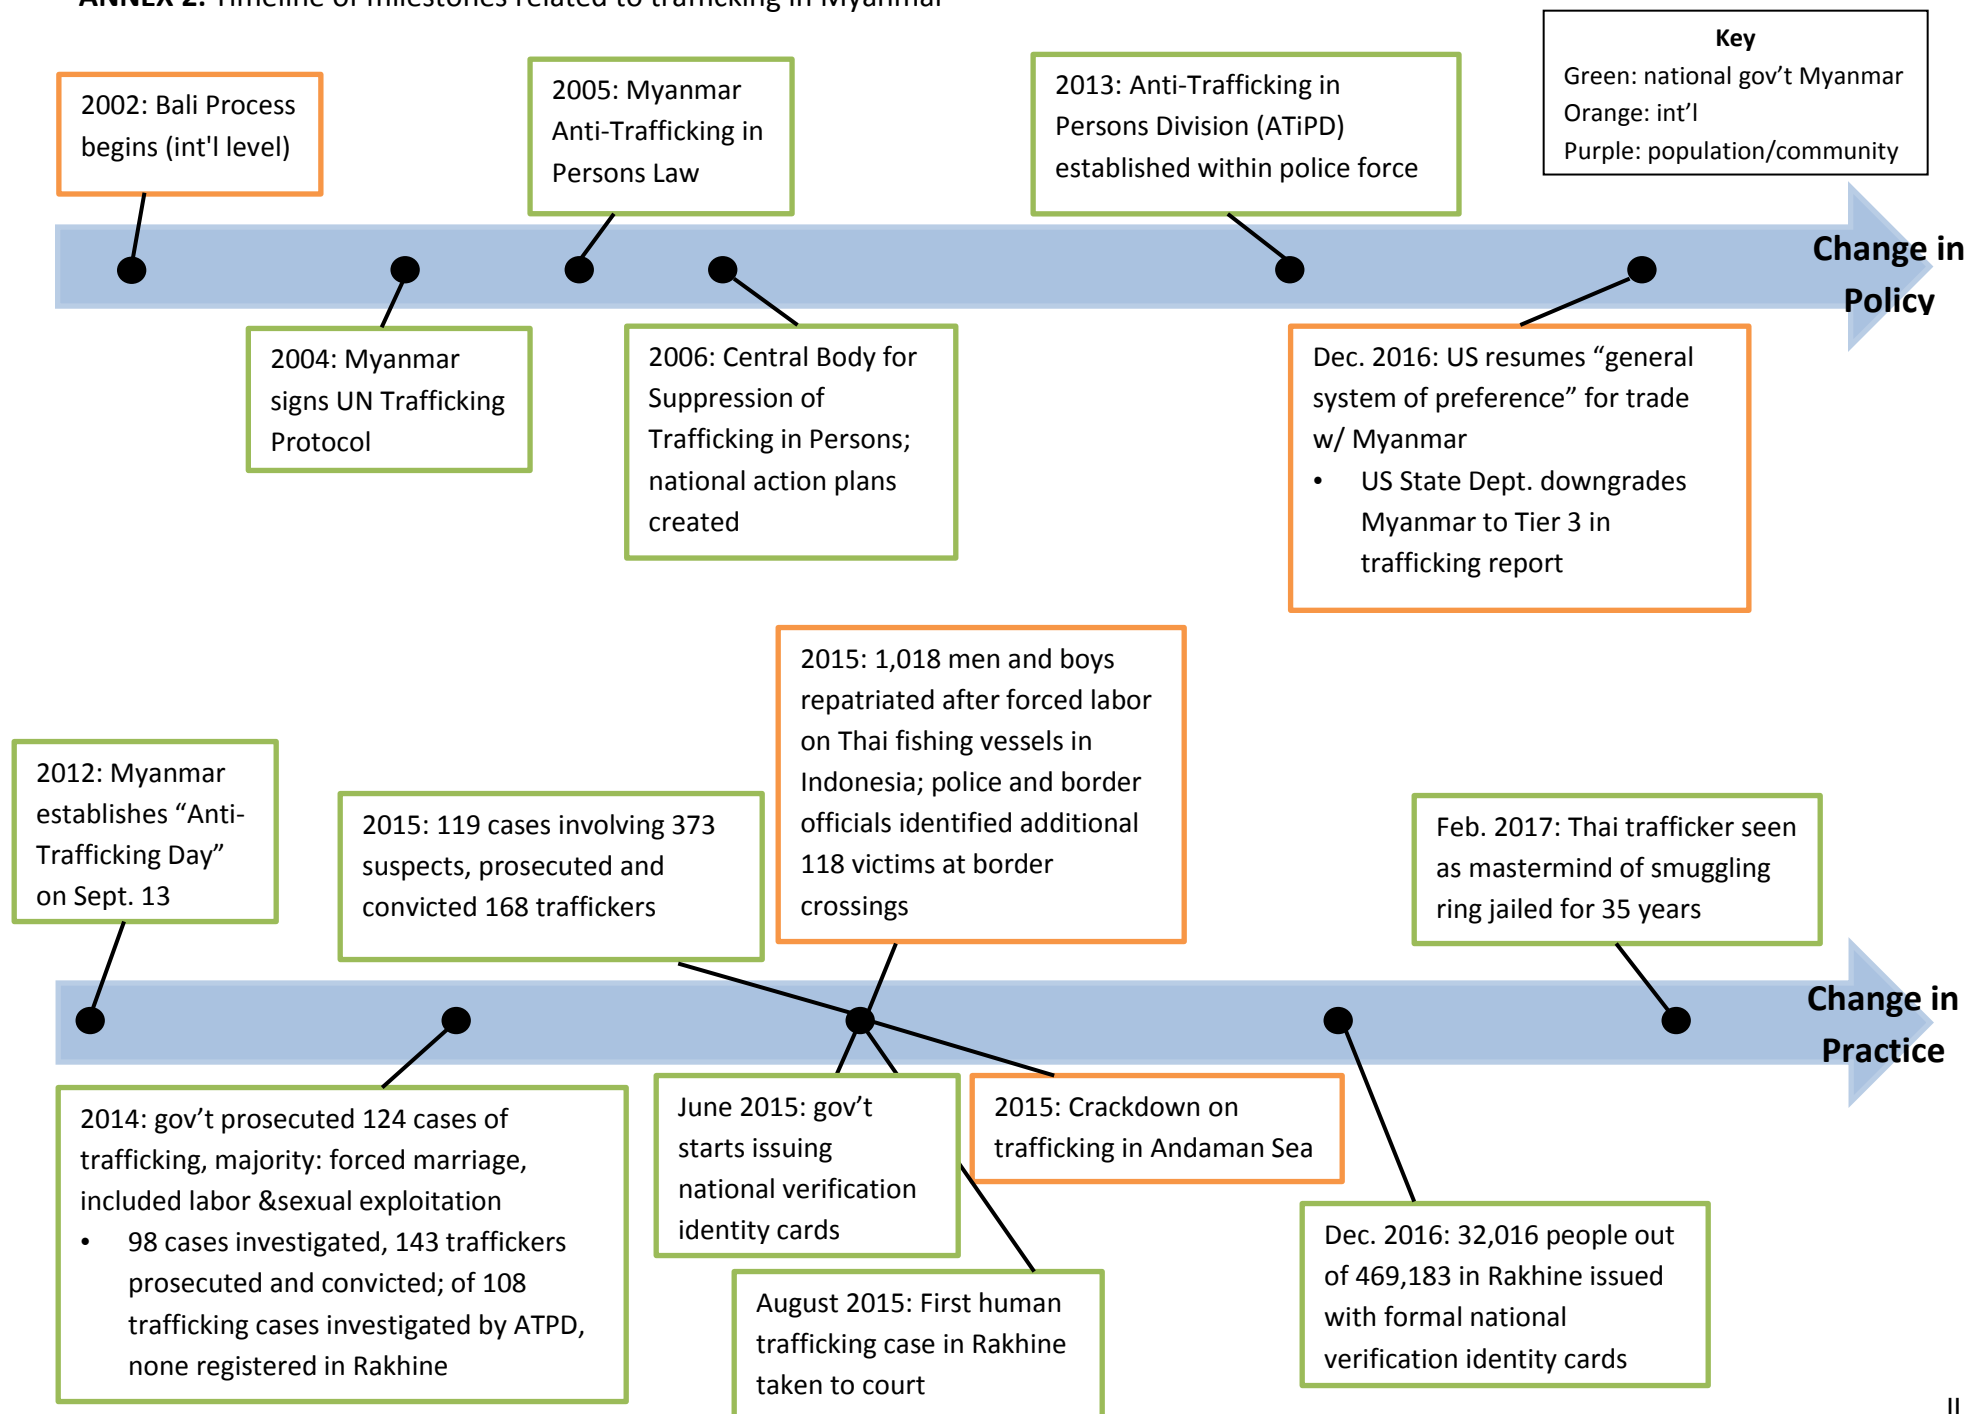 ANNEX 2: Timeline of milestones related to trafficking in Myanmar
Key
Green: national gov’t Myanmar
Orange: int’l
Purple: population/community
2002: Bali Process
begins (int'l level)
2005: Myanmar
Anti-Trafficking in
Persons Law
2013: Anti-Trafficking in
Persons Division (ATiPD)
established within police force
Change in
Policy
2004: Myanmar
signs UN Trafficking
Protocol
2006: Central Body for
Suppression of
Trafficking in Persons;
national action plans
created
Dec. 2016: US resumes “general
system of preference” for trade
w/ Myanmar
• US State Dept. downgrades
Myanmar to Tier 3 in
trafficking report
2012: Myanmar
establishes “Anti-
Trafficking Day”
on Sept. 13
2015: 119 cases involving 373
suspects, prosecuted and
convicted 168 traffickers
2015: 1,018 men and boys
repatriated after forced labor
on Thai fishing vessels in
Indonesia; police and border
officials identified additional
118 victims at border
crossings
Feb. 2017: Thai trafficker seen
as mastermind of smuggling
ring jailed for 35 years
Change in
Practice
2014: gov’t prosecuted 124 cases of
trafficking, majority: forced marriage,
included labor &sexual exploitation
• 98 cases investigated, 143 traffickers
prosecuted and convicted; of 108
trafficking cases investigated by ATPD,
none registered in Rakhine
June 2015: gov’t
starts issuing
national verification
identity cards
2015: Crackdown on
trafficking in Andaman Sea
August 2015: First human
trafficking case in Rakhine
taken to court
Dec. 2016: 32,016 people out
of 469,183 in Rakhine issued
with formal national
verification identity cards
II